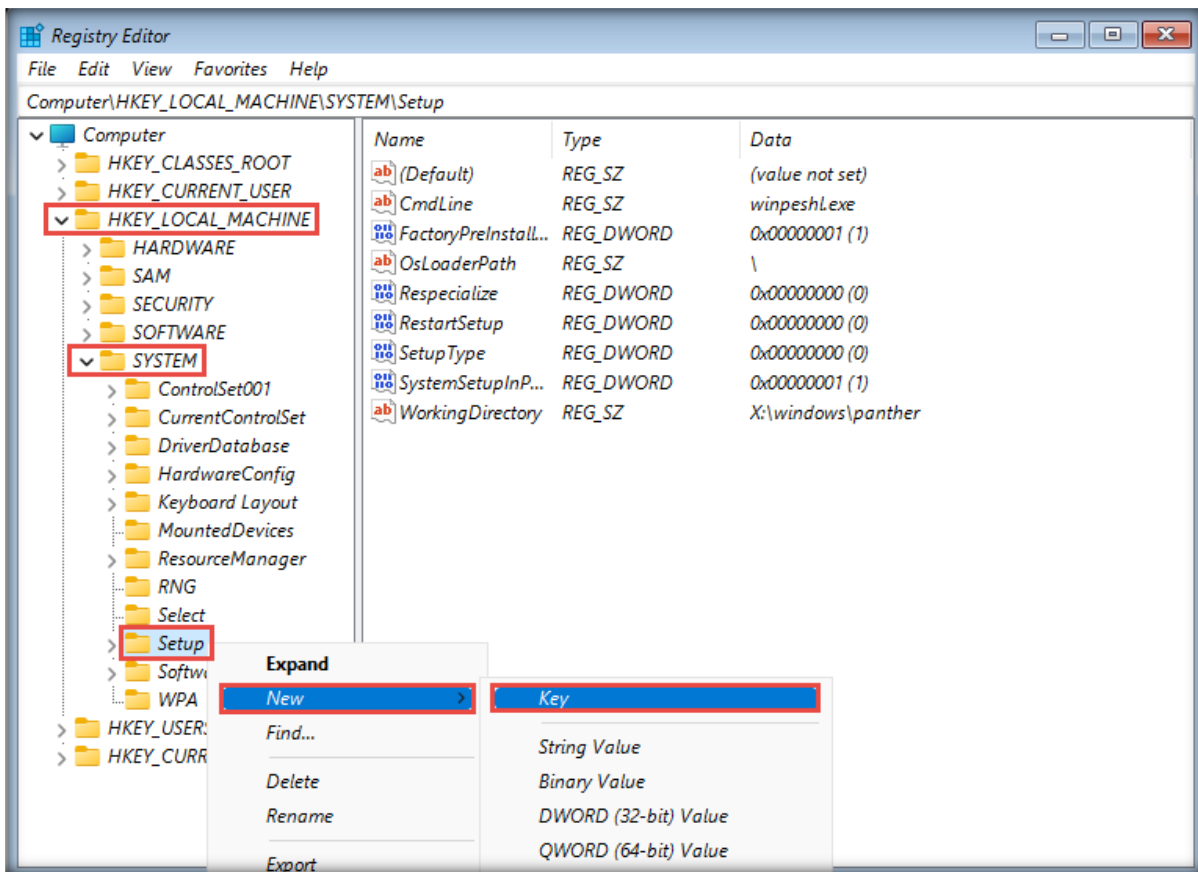 Registry Editor
File Edit View Favorites Help
Computer\HKEY_LOCAL_MACHINE\SYSTEM\Setup
Computer
HKEY_CLASSES_ROOT
HKEY_CURRENT_USER
HKEY_LOCAL_MACHINE
HARDWARE
SAM
SECURITY
SOFTWARE
SYSTEM
ControlSet001
CurrentControlSet
DriverDatabase
HardwareConfig
Keyboard Layout
MountedDevices
ResourceManager
RNG
Select
Setup
Softw
WPA
HKEY_USERS
HKEY_CURR
Name Type Data
(Default) REG_SZ (value not set)
CmdLine REG_SZ winpeshl.exe
FactoryPreInstall... REG_DWORD 0x00000001 (1)
OsLoaderPath REG_SZ \
Respecialize REG_DWORD 0x00000000 (0)
RestartSetup REG_DWORD 0x00000000 (0)
SetupType REG_DWORD 0x00000000 (0)
SystemSetupInP... REG_DWORD 0x00000001 (1)
WorkingDirectory REG_SZ X:\windows\panther
Expand
New
Find...
Delete
Rename
Export
Key
String Value
Binary Value
DWORD (32-bit) Value
QWORD (64-bit) Value